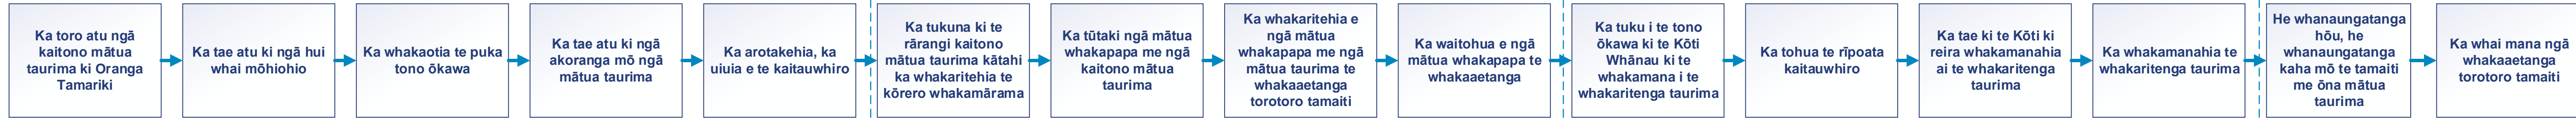 Ka toro atu ngā
kaitono mātua
taurima ki Oranga
Tamariki
Ka tae atu ki ngā hui
whai mōhiohio
Ka whakaotia te puka
tono ōkawa
Ka tae atu ki ngā
akoranga mō ngā
mātua taurima
Ka arotakehia, ka
uiuia e te kaitauwhiro
Ka tukuna ki te
rārangi kaitono
mātua taurima kātahi
ka whakaritehia te
kōrero whakamārama
Ka tūtaki ngā mātua
whakapapa me ngā
kaitono mātua
taurima
Ka whakaritehia e
ngā mātua
whakapapa me ngā
mātua taurima te
whakaaetanga
torotoro tamaiti
Ka waitohua e ngā
mātua whakapapa te
whakaaetanga
Ka tuku i te tono
ōkawa ki te Kōti
Whānau ki te
whakamana i te
whakaritenga taurima
Ka tohua te rīpoata
kaitauwhiro
Ka tae ki te Kōti ki
reira whakamanahia
ai te whakaritenga
taurima
Ka whakamanahia te
whakaritenga taurima
He whanaungatanga
hōu, he
whanaungatanga
kaha mō te tamaiti
me ōna mātua
taurima
Ka whai mana ngā
whakaaetanga
torotoro tamaiti